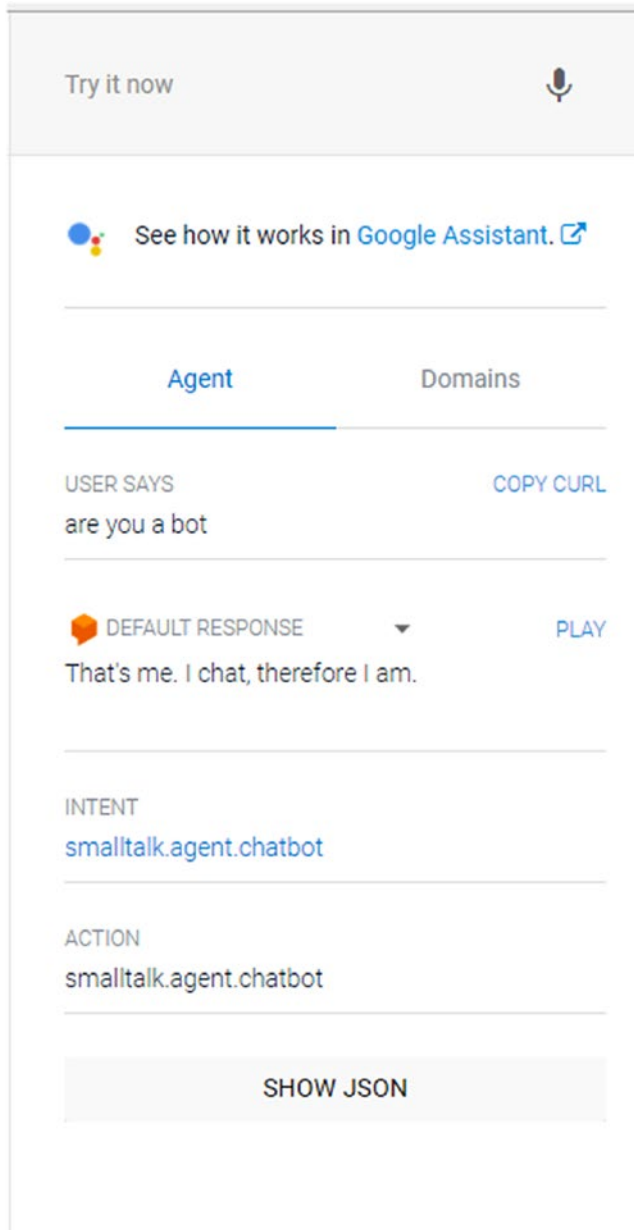 Try it now
See how it works in Google Assistant.
Agent Domains
USER SAYS COPY CURL
are you a bot
DEFAULT RESPONSE PLAY
That's me. I chat, therefore I am.
INTENT
smalltalk.agent.chatbot
ACTION
smalltalk.agent.chatbot
SHOW JSON